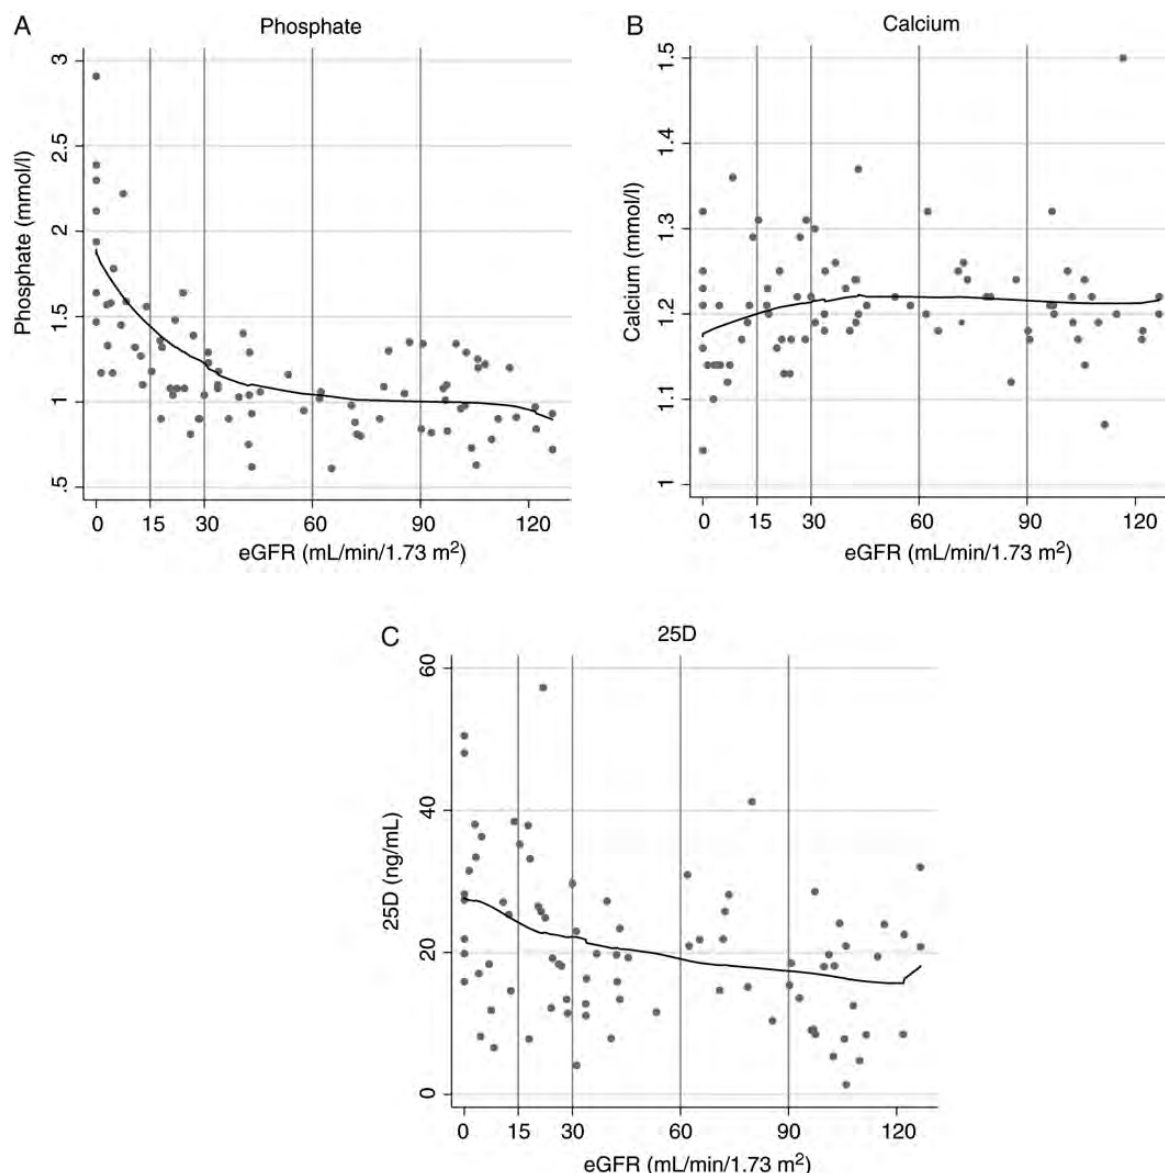 A
Phosphate
3
2.5
2
1.5
1
.5
Phosphate (mmol/l)
0 15 30 60 90 120
eGFR (mL/min/1.73 m²)
B
Calcium
1.5
1.4
1.3
1.2
1.1
1
Calcium (mmol/l)
0 15 30 60 90 120
eGFR (mL/min/1.73 m²)
C
25D
60
40
20
0
25D (ng/mL)
0 15 30 60 90 120
eGFR (mL/min/1.73 m²)